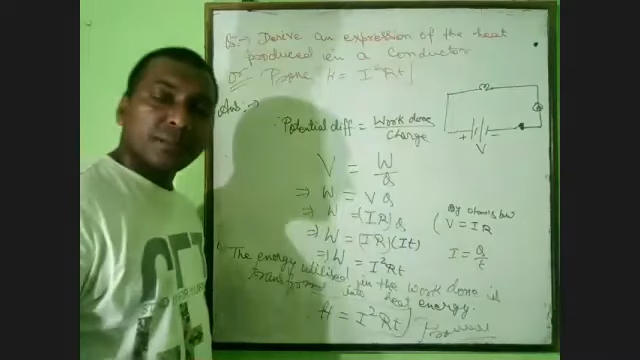 Q:→ Derive an expression of the heat
produced in a conductor
or Prove H = I²Rt
Ans:→
Potential diff = Work done / Charge
V = W / Q
⇒ W = V Q
⇒ W = (IR) Q
⇒ W = (IR)(It)
⇒ W = I²Rt
By ohm's law
V = IR
I = Q / t
+ −
V
The energy utilised in the work done is
transform into heat energy.
H = I²Rt